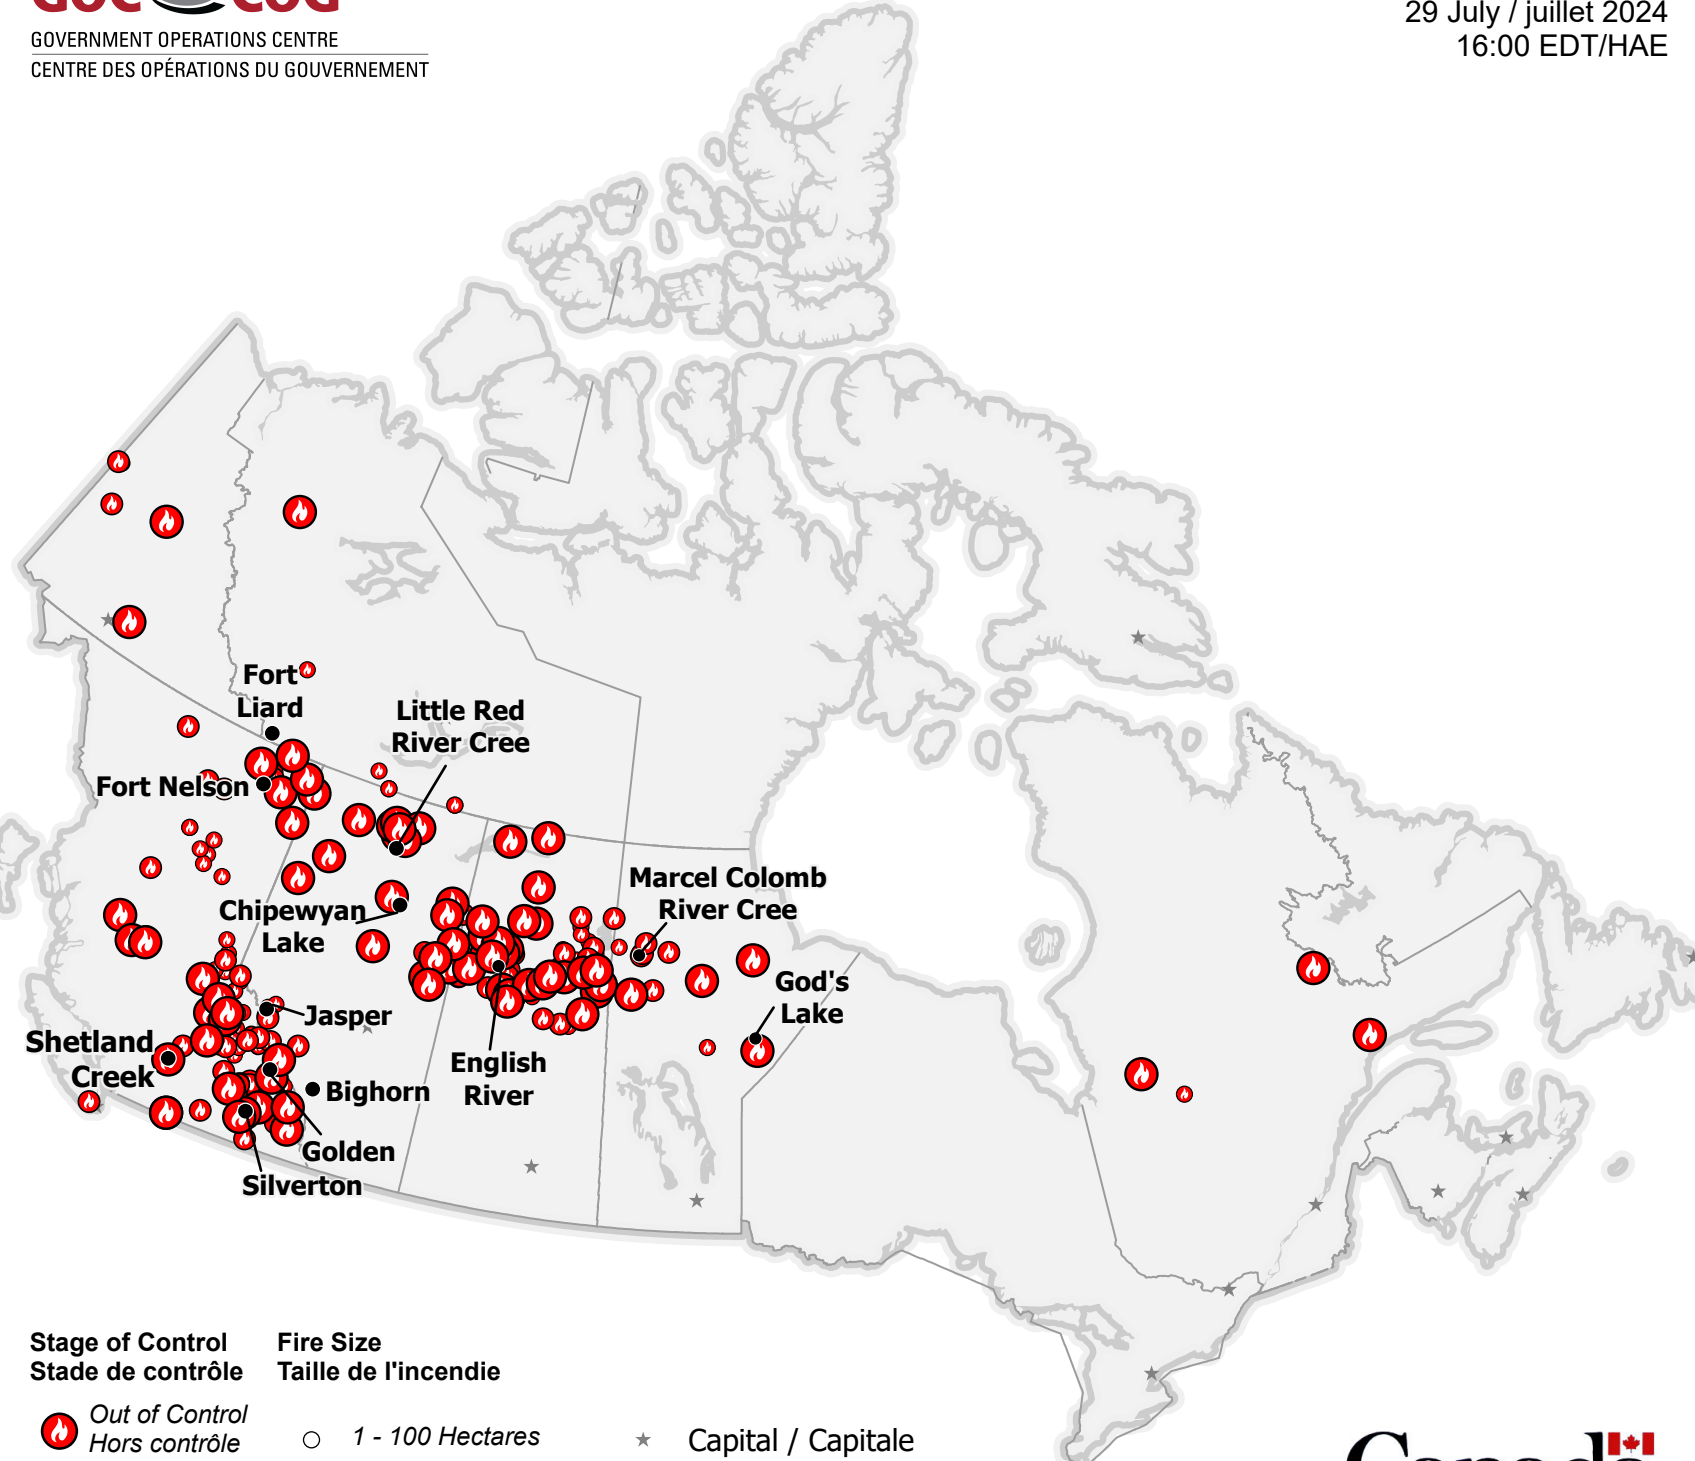 GOC COG
GOVERNMENT OPERATIONS CENTRE
CENTRE DES OPÉRATIONS DU GOUVERNEMENT
29 July / juillet 2024
16:00 EDT/HAE
Fort
Liard
Little Red
River Cree
Fort Nelson
Marcel Colomb
River Cree
Chipewyan
Lake
God's
Lake
Jasper
Shetland
Creek
English
River
Bighorn
Golden
Silverton
Stage of Control
Stade de contrôle
Fire Size
Taille de l'incendie
Out of Control
Hors contrôle
1 - 100 Hectares
Capital / Capitale
Canada